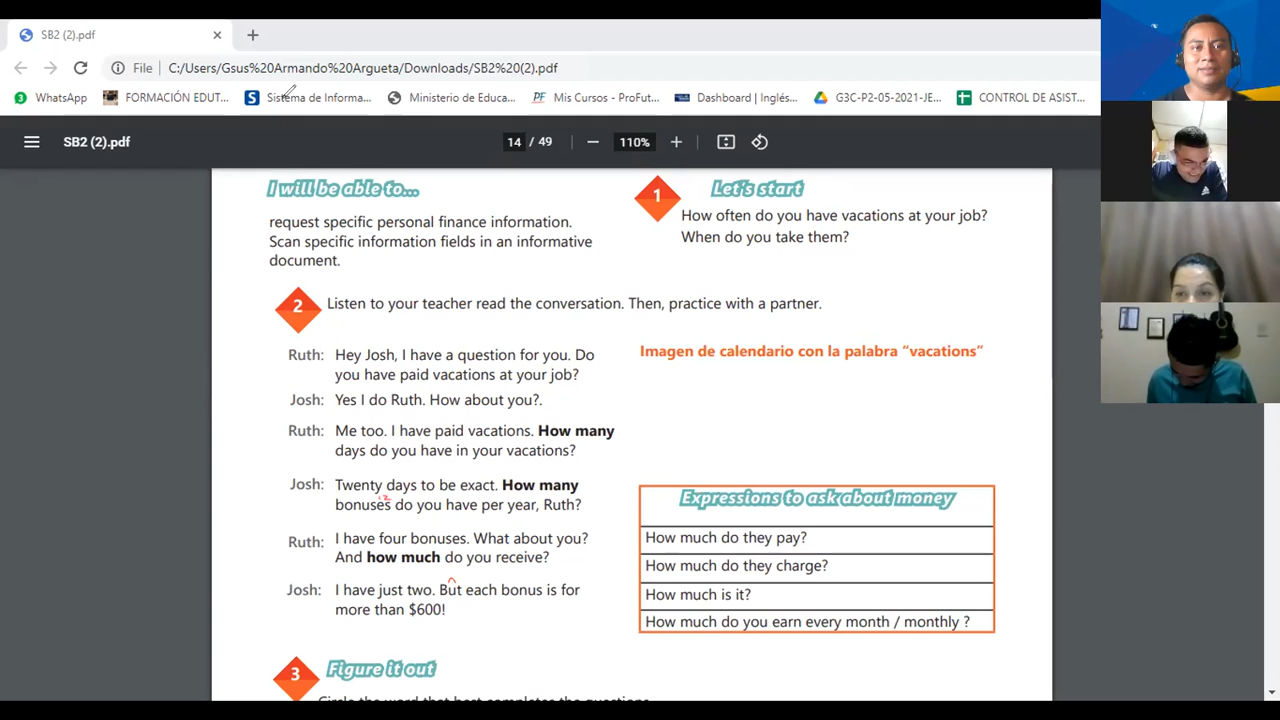 SB2 (2).pdf
File C:/Users/Gsus%20Armando%20Argueta/Downloads/SB2%20(2).pdf
WhatsApp FORMACIÓN EDUT... Sistema de Informa... Ministerio de Educa... Mis Cursos - ProFut... Dashboard | Inglés... G3C-P2-05-2021-JE... CONTROL DE ASIST...
SB2 (2).pdf 14 / 49 110%
I will be able to...
request specific personal finance information.
Scan specific information fields in an informative
document.
1 Let's start
How often do you have vacations at your job?
When do you take them?
2 Listen to your teacher read the conversation. Then, practice with a partner.
Ruth: Hey Josh, I have a question for you. Do
you have paid vacations at your job?
Josh: Yes I do Ruth. How about you?.
Ruth: Me too. I have paid vacations. How many
days do you have in your vacations?
Josh: Twenty days to be exact. How many
bonuses do you have per year, Ruth?
Ruth: I have four bonuses. What about you?
And how much do you receive?
Josh: I have just two. But each bonus is for
more than $600!
Imagen de calendario con la palabra “vacations”
Expressions to ask about money
How much do they pay?
How much do they charge?
How much is it?
How much do you earn every month / monthly ?
3 Figure it out
Circle the word that best completes the questions